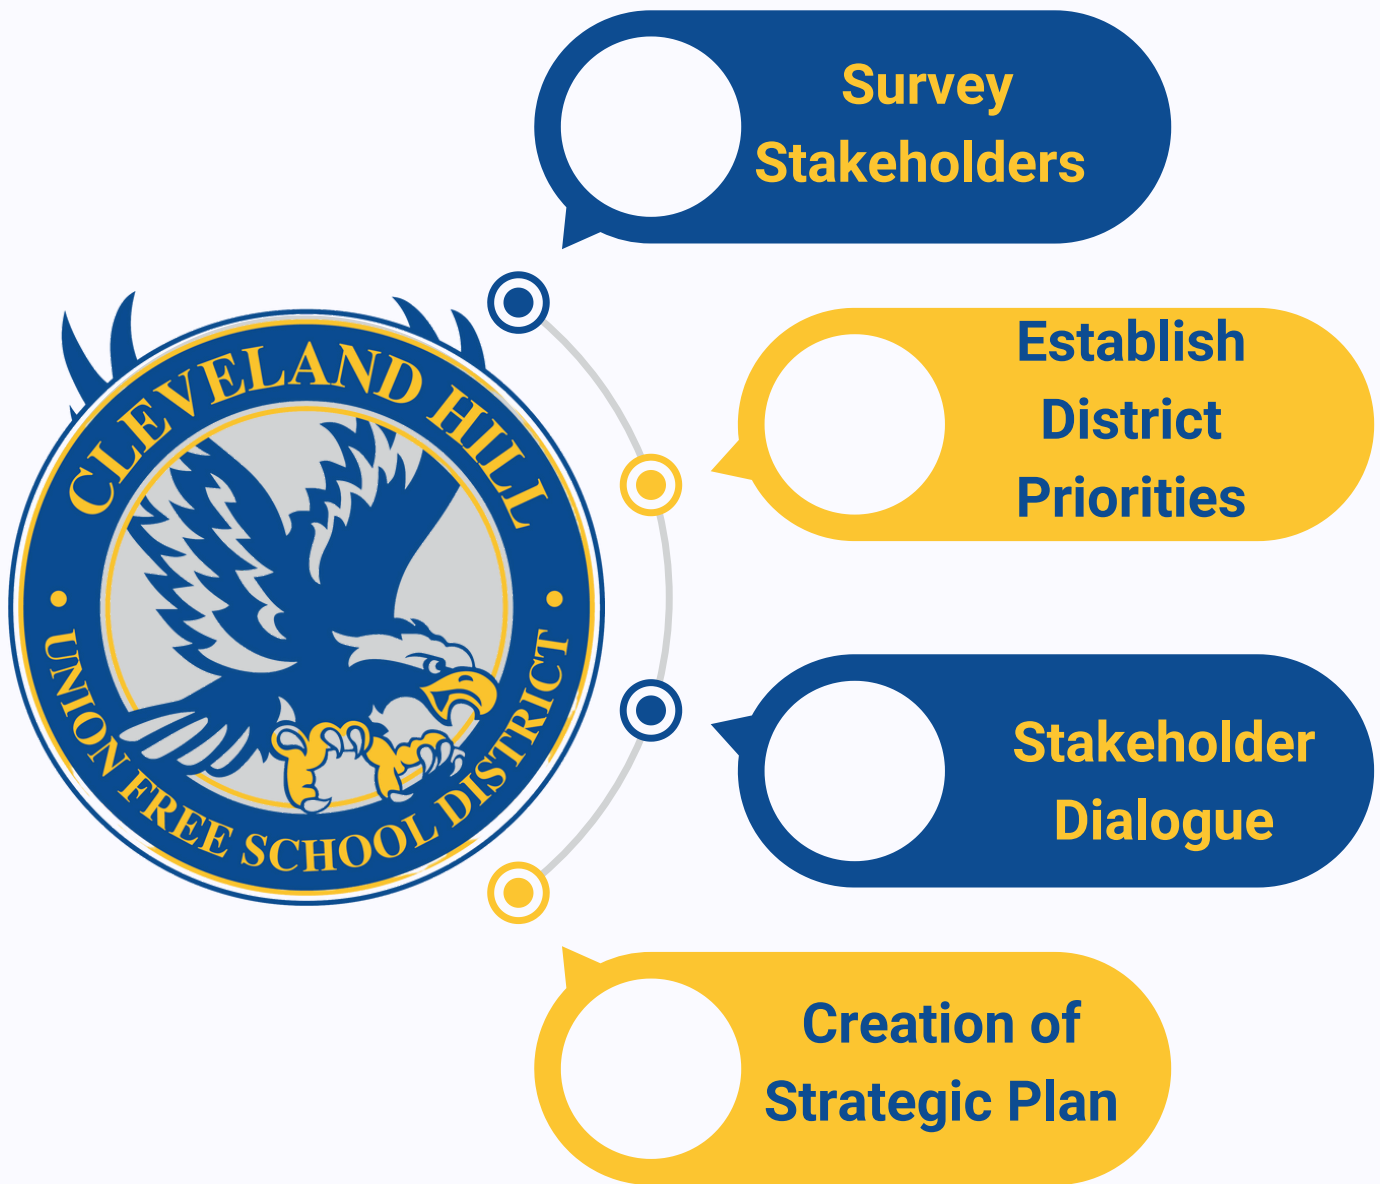 Survey
Stakeholders
CLEVELAND HILL
• UNION FREE SCHOOL DISTRICT •
Establish
District
Priorities
Stakeholder
Dialogue
Creation of
Strategic Plan